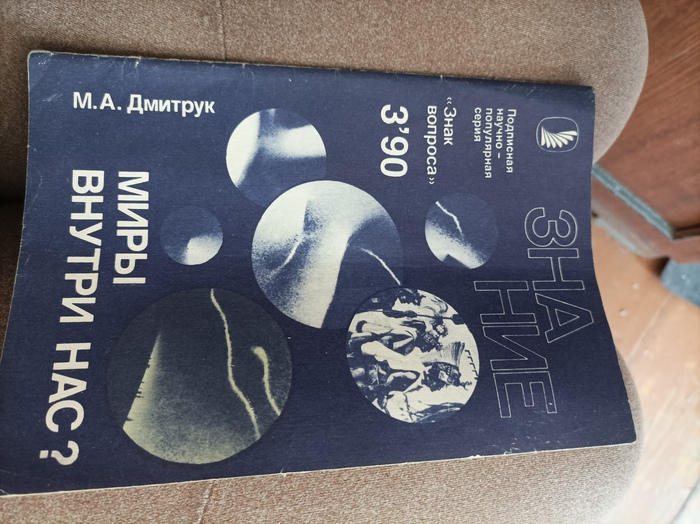 Подписная
научно-
популярная
серия
ЗНА
НИЕ
«Знак
вопроса»
3'90
М.А. Дмитрук
МИРЫ
ВНУТРИ НАС?